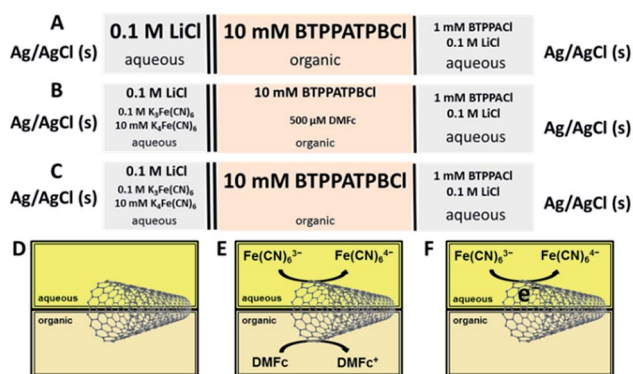 A
Ag/AgCl (s)
0.1 M LiCl
aqueous
10 mM BTPPATPBCl
organic
1 mM BTPPACl
0.1 M LiCl
aqueous
Ag/AgCl (s)
B
Ag/AgCl (s)
0.1 M LiCl
0.1 M K₃Fe(CN)₆
10 mM K₄Fe(CN)₆
aqueous
10 mM BTPPATPBCl
500 µM DMFc
organic
1 mM BTPPACl
0.1 M LiCl
aqueous
Ag/AgCl (s)
C
Ag/AgCl (s)
0.1 M LiCl
0.1 M K₃Fe(CN)₆
10 mM K₄Fe(CN)₆
aqueous
10 mM BTPPATPBCl
organic
1 mM BTPPACl
0.1 M LiCl
aqueous
Ag/AgCl (s)
D
aqueous
organic
E
Fe(CN)₆³⁻ Fe(CN)₆⁴⁻
aqueous
organic
DMFc DMFc⁺
F
Fe(CN)₆³⁻ Fe(CN)₆⁴⁻
e⁻
aqueous
organic